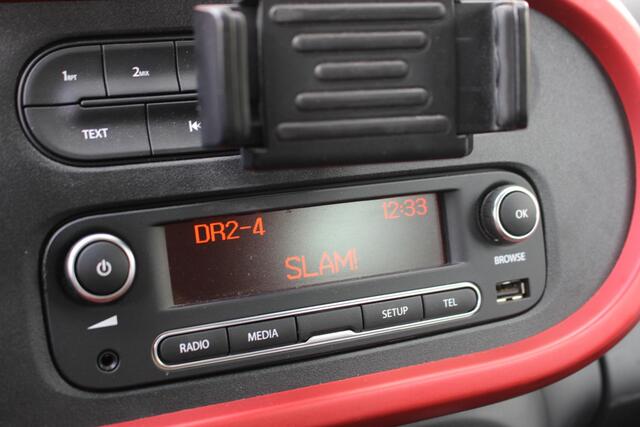 1RPT
2MIX
TEXT
DR2-4
12:33
SLAM!
OK
BROWSE
RADIO
MEDIA
SETUP
TEL